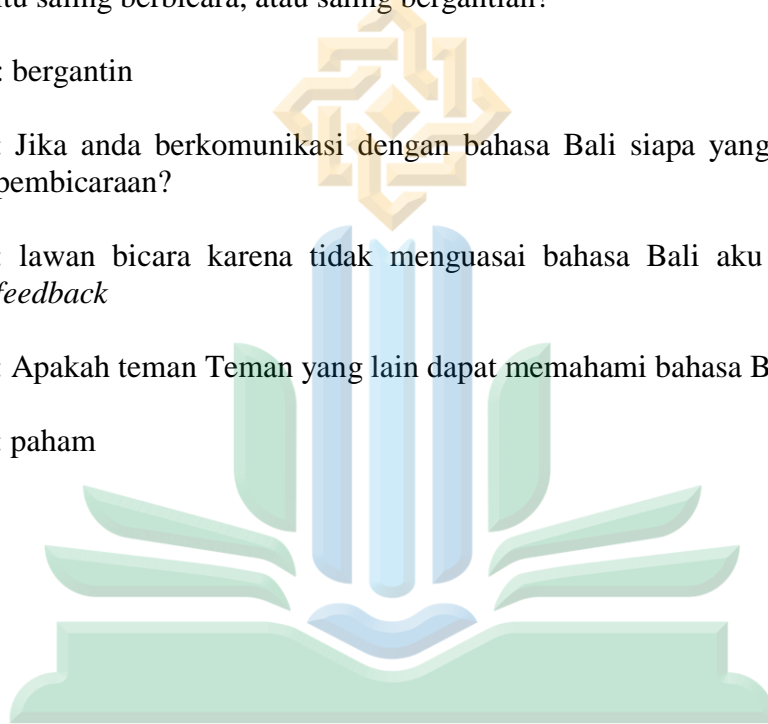 itu saling berbicara, atau saling bergantian?
: bergantin
: Jika anda berkomunikasi dengan bahasa Bali siapa yang
pembicaraan?
: lawan bicara karena tidak menguasai bahasa Bali aku
feedback
: Apakah teman Teman yang lain dapat memahami bahasa B
: paham